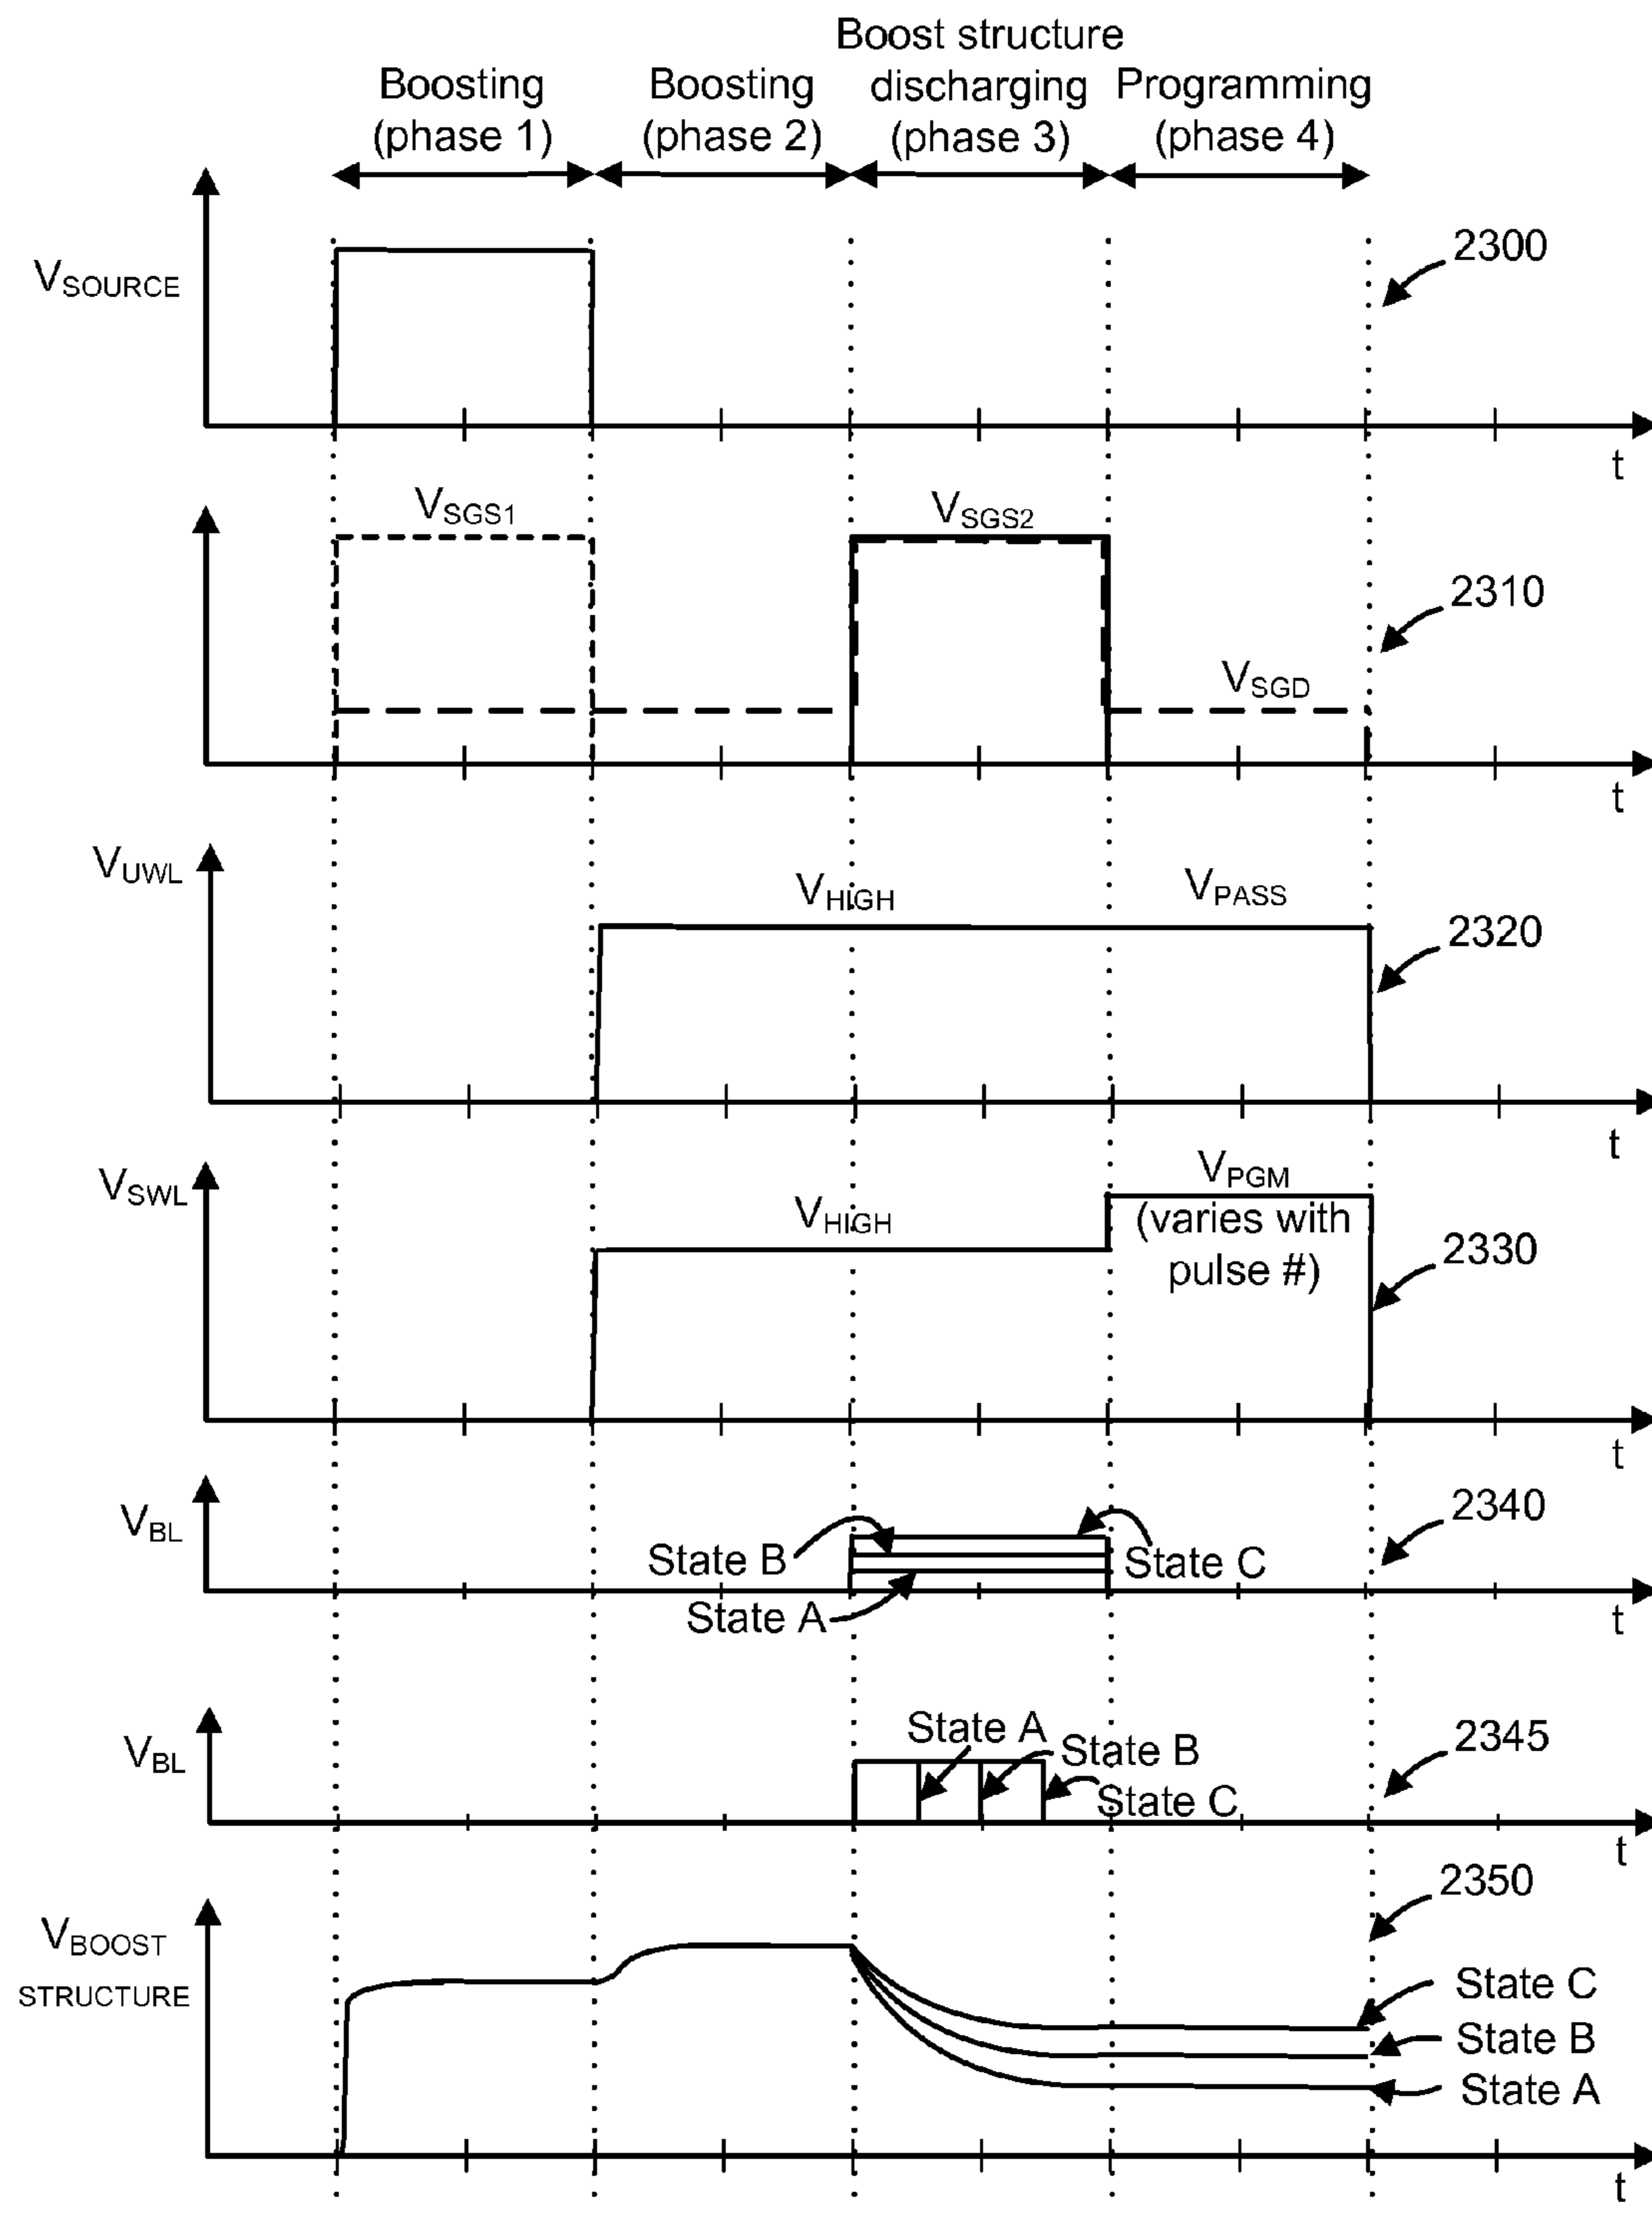 Boost structure
Boosting Boosting discharging Programming
(phase 1) (phase 2) (phase 3) (phase 4)
VSOURCE
2300
t
VSGS1
VSGS2
2310
VSGD
t
VUWL
VHIGH
VPASS
2320
t
VSWL
VHIGH
VPGM
(varies with
pulse #)
2330
t
VBL
2340
State B
State C
State A
t
VBL
State A
State B
State C
2345
t
VBOOST
STRUCTURE
2350
State C
State B
State A
t